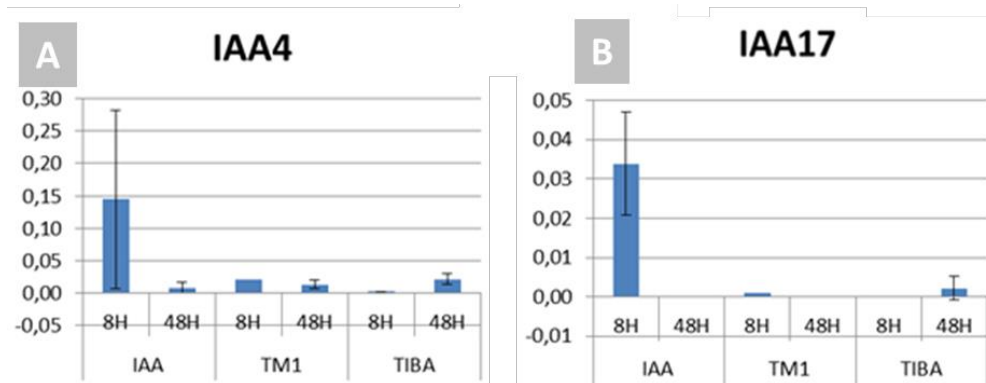 A
IAA4
0,30
0,25
0,20
0,15
0,10
0,05
0,00
-0,05
8H 48H 8H 48H 8H 48H
IAA TM1 TIBA
B
IAA17
0,05
0,04
0,03
0,02
0,01
0,00
-0,01
8H 48H 8H 48H 8H 48H
IAA TM1 TIBA